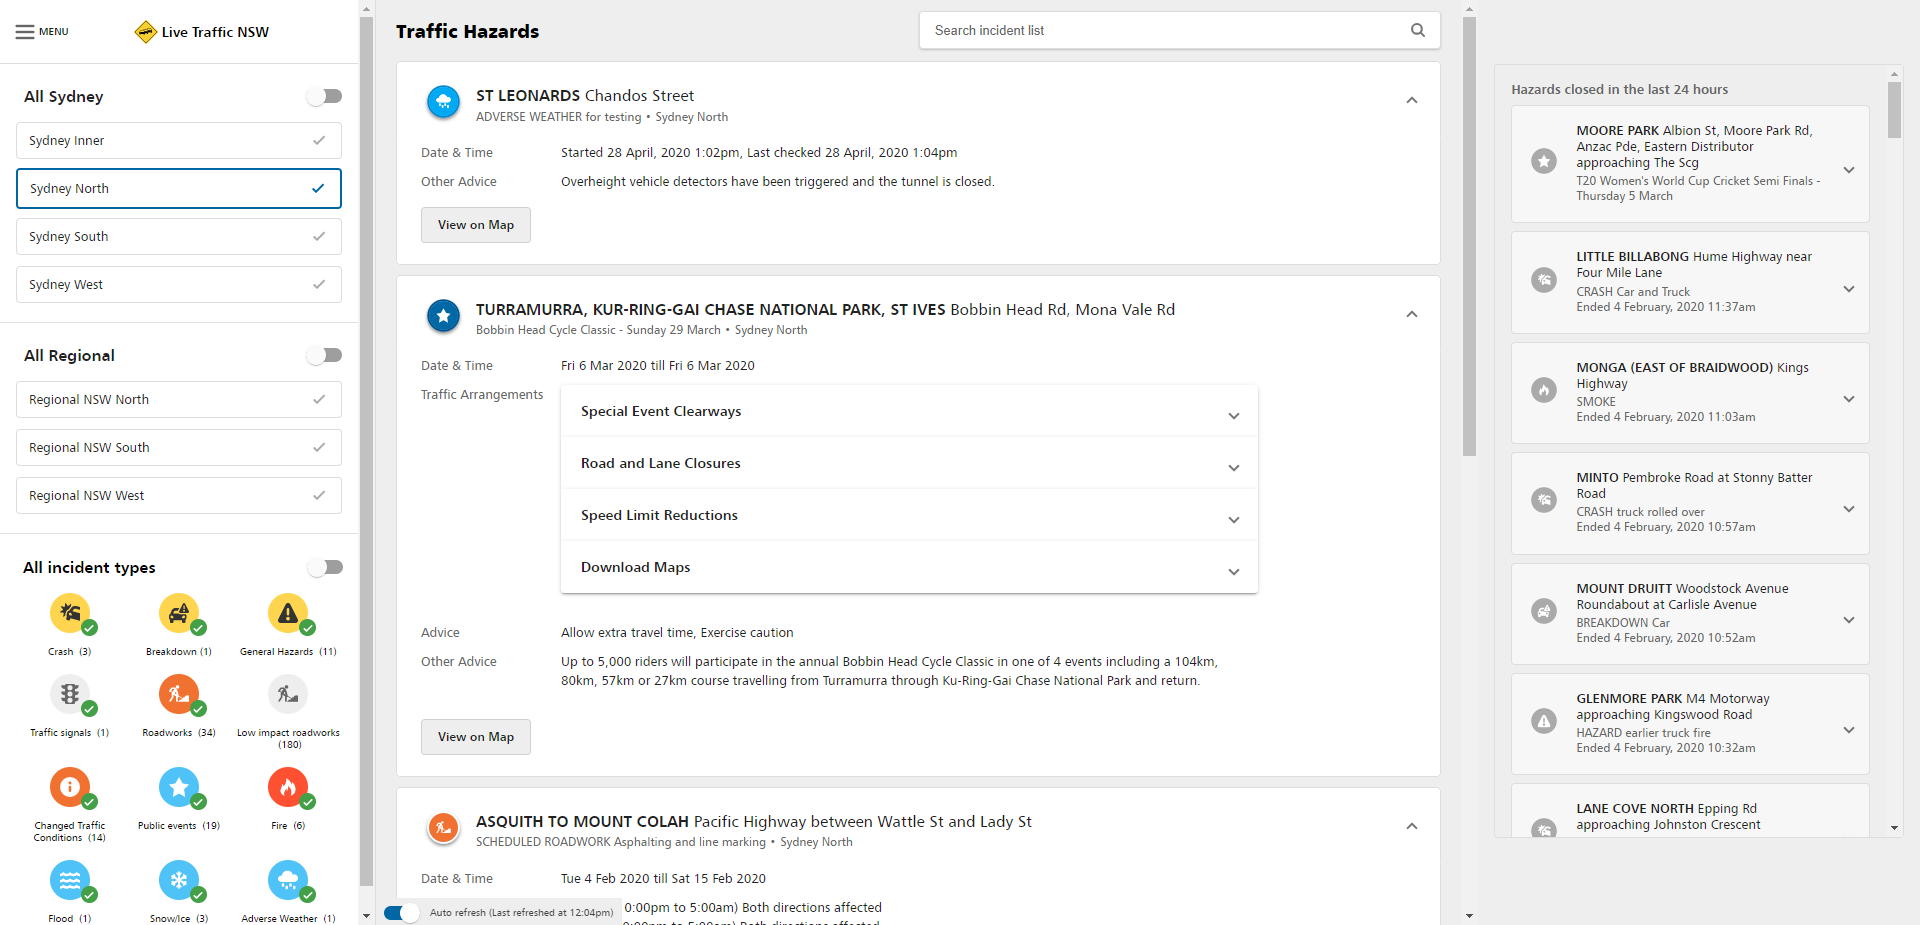 MENU
Live Traffic NSW
All Sydney
Sydney Inner
Sydney North
Sydney South
Sydney West
All Regional
Regional NSW North
Regional NSW South
Regional NSW West
All incident types
Crash (3)
Breakdown (1)
General Hazards (11)
Traffic signals (1)
Roadworks (34)
Low impact roadworks
(180)
Changed Traffic
Conditions (14)
Public events (19)
Fire (6)
Flood (1)
Snow/Ice (3)
Adverse Weather (1)
Traffic Hazards
Search incident list
ST LEONARDS Chandos Street
ADVERSE WEATHER for testing • Sydney North
Date & Time Started 28 April, 2020 1:02pm, Last checked 28 April, 2020 1:04pm
Other Advice Overheight vehicle detectors have been triggered and the tunnel is closed.
View on Map
TURRAMURRA, KUR-RING-GAI CHASE NATIONAL PARK, ST IVES Bobbin Head Rd, Mona Vale Rd
Bobbin Head Cycle Classic - Sunday 29 March • Sydney North
Date & Time Fri 6 Mar 2020 till Fri 6 Mar 2020
Traffic Arrangements
Special Event Clearways
Road and Lane Closures
Speed Limit Reductions
Download Maps
Advice Allow extra travel time, Exercise caution
Other Advice Up to 5,000 riders will participate in the annual Bobbin Head Cycle Classic in one of 4 events including a 104km,
80km, 57km or 27km course travelling from Turramurra through Ku-Ring-Gai Chase National Park and return.
View on Map
ASQUITH TO MOUNT COLAH Pacific Highway between Wattle St and Lady St
SCHEDULED ROADWORK Asphalting and line marking • Sydney North
Date & Time Tue 4 Feb 2020 till Sat 15 Feb 2020
0:00pm to 5:00am) Both directions affected
0:00pm to 5:00am) Both directions affected
Auto refresh (Last refreshed at 12:04pm)
Hazards closed in the last 24 hours
MOORE PARK Albion St, Moore Park Rd,
Anzac Pde, Eastern Distributor
approaching The Scg
T20 Women's World Cup Cricket Semi Finals -
Thursday 5 March
LITTLE BILLABONG Hume Highway near
Four Mile Lane
CRASH Car and Truck
Ended 4 February, 2020 11:37am
MONGA (EAST OF BRAIDWOOD) Kings
Highway
SMOKE
Ended 4 February, 2020 11:03am
MINTO Pembroke Road at Stonny Batter
Road
CRASH truck rolled over
Ended 4 February, 2020 10:57am
MOUNT DRUITT Woodstock Avenue
Roundabout at Carlisle Avenue
BREAKDOWN Car
Ended 4 February, 2020 10:52am
GLENMORE PARK M4 Motorway
approaching Kingswood Road
HAZARD earlier truck fire
Ended 4 February, 2020 10:32am
LANE COVE NORTH Epping Rd
approaching Johnston Crescent